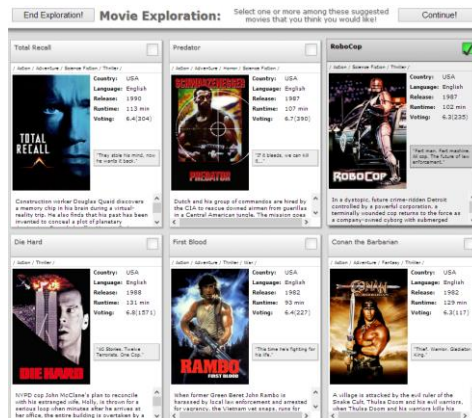 End Exploration!
Movie Exploration:
Select one or more among these suggested
movies that you think you would like!
Continue!
Total Recall
/ Action / Adventure / Science Fiction / Thriller /
Country: USA
Language: English
Release: 1990
Runtime: 113 min
Voting: 6.4(304)
"They stole his mind, now
he wants it back."
TOTAL
RECALL
Construction worker Douglas Quaid discovers
a memory chip in his brain during a virtual-
reality trip. He also finds that his past has been
invented to conceal a plot of planetary
Predator
/ Action / Adventure / Horror / Science Fiction /
Country: USA
Language: English
Release: 1987
Runtime: 107 min
Voting: 6.7(390)
"If it bleeds, we can kill
it..."
SCHWARZENEGGER
PREDATOR
Dutch and his group of commandos are hired by
the CIA to rescue downed airmen from guerillas
in a Central American jungle. The mission goes
RoboCop
/ Action / Science Fiction / Thriller /
Country: USA
Language: English
Release: 1987
Runtime: 102 min
Voting: 6.3(235)
"Part man. Part machine.
All cop. The future of law
enforcement."
ROBOCOP
In a dystopic, future crime-ridden Detroit
controlled by a powerful corporation, a
terminally wounded cop returns to the force as
a company-owned cyborg with submerged
Die Hard
/ Action / Thriller /
Country: USA
Language: English
Release: 1988
Runtime: 131 min
Voting: 6.8(1571)
"40 Stories. Twelve
Terrorists. One Cop."
DIE HARD
NYPD cop John McClane's plan to reconcile
with his estranged wife, Holly, is thrown for a
serious loop when minutes after he arrives at
her office, the entire building is overtaken by a
First Blood
/ Action / Adventure / Thriller / War /
Country: USA
Language: English
Release: 1982
Runtime: 93 min
Voting: 6.4(227)
"This time he's fighting for
his life."
RAMBO
FIRST BLOOD
When former Green Beret John Rambo is
harassed by local law enforcement and arrested
for vagrancy, the Vietnam vet snaps, runs for
Conan the Barbarian
/ Action / Adventure / Fantasy / Thriller /
Country: USA
Language: English
Release: 1982
Runtime: 129 min
Voting: 6.3(117)
"Thief. Warrior. Gladiator.
King."
CONAN
A village is attacked by the evil ruler of the
Snake Cult, Thulsa Doom and his evil warriors,
when Thulsa Doom and his warriors kills his